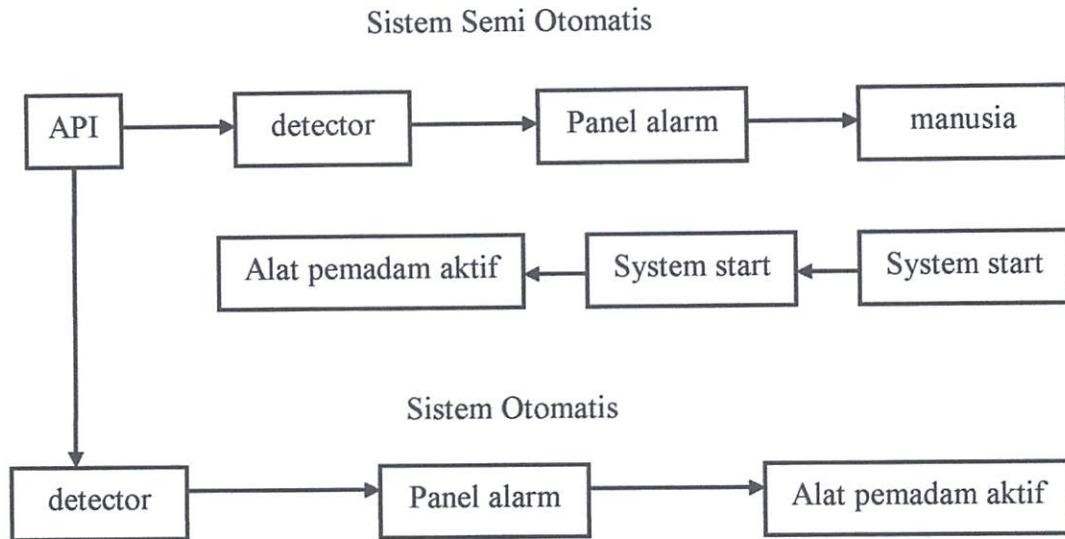 Sistem Semi Otomatis
API
detector
Panel alarm
manusia
Alat pemadam aktif
System start
System start
Sistem Otomatis
detector
Panel alarm
Alat pemadam aktif